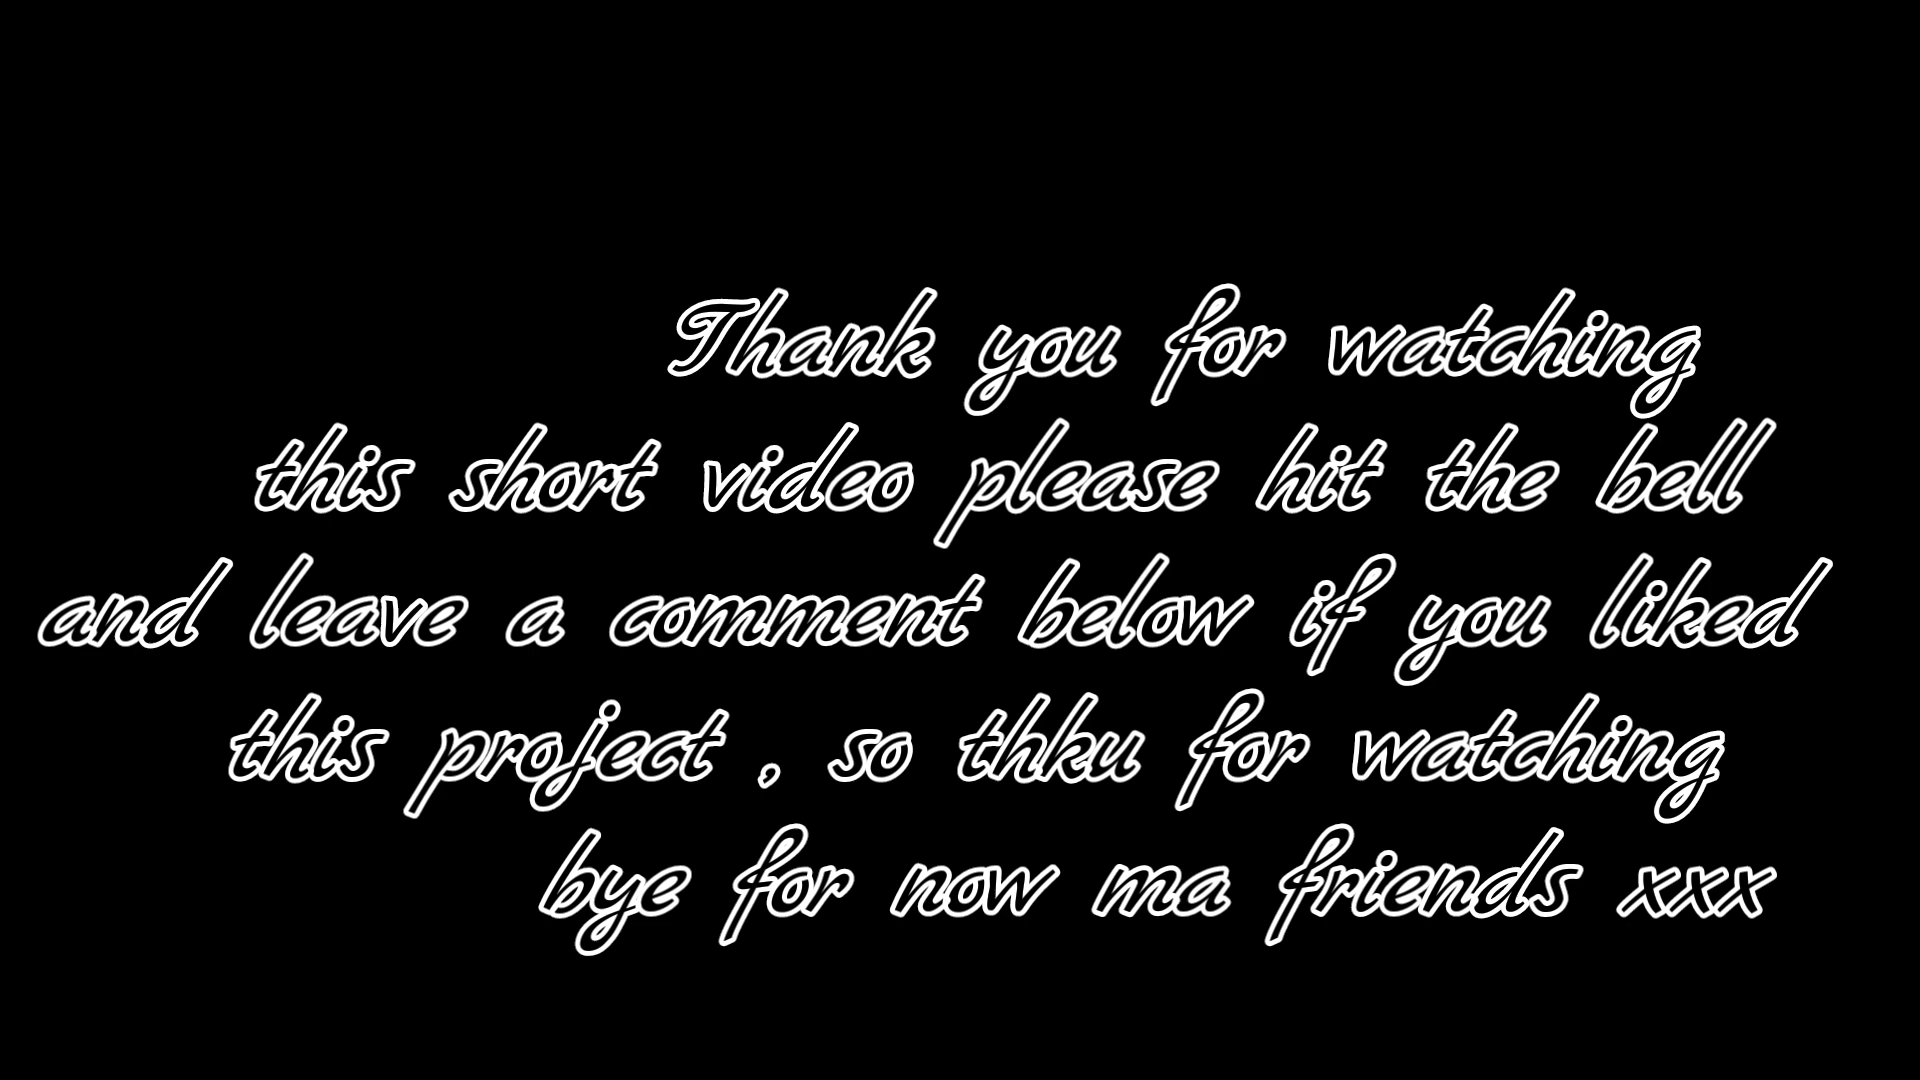 Thank you for watching
this short video please hit the bell
and leave a comment below if you liked
this project , so thku for watching
bye for now ma friends xxx